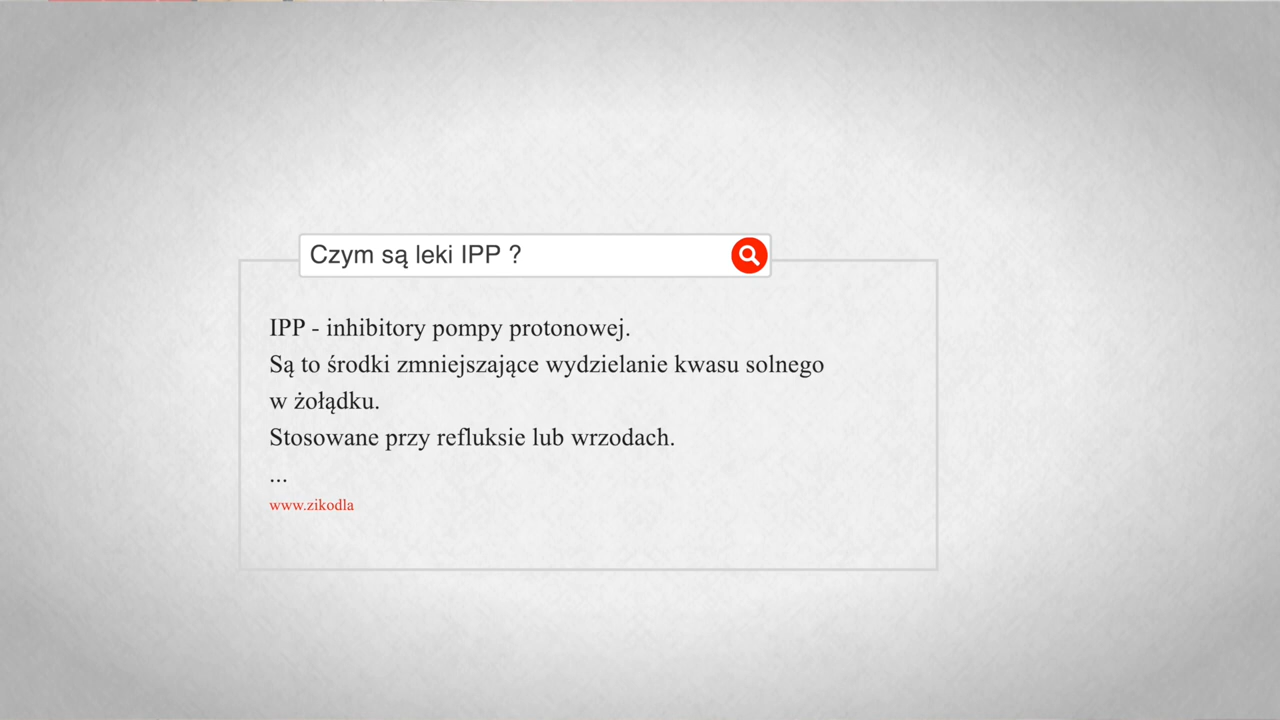 Czym są leki IPP ?
IPP - inhibitory pompy protonowej.
Są to środki zmniejszające wydzielanie kwasu solnego
w żołądku.
Stosowane przy refluksie lub wrzodach.
...
www.zikodla